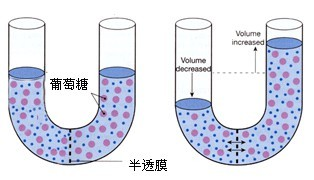 葡萄糖
半透膜
Volume
decreased
Volume
increased